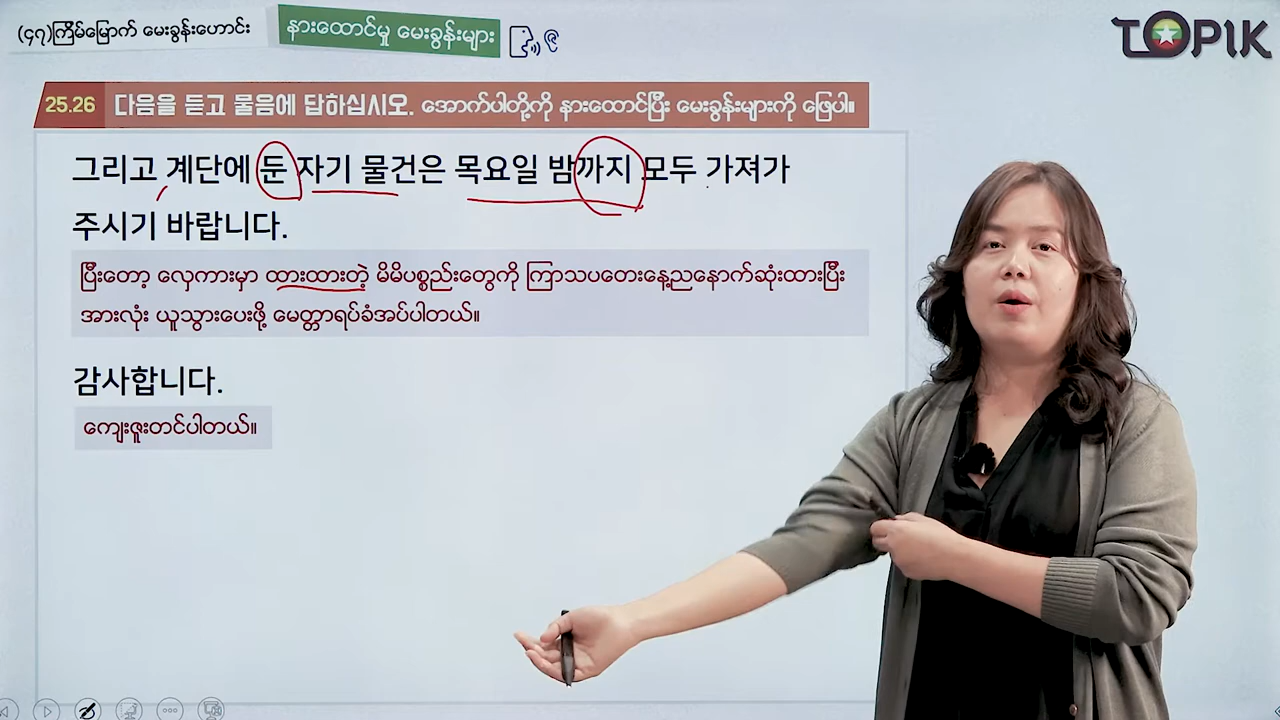 (၄၇)ကြိမ်မြောက် မေးခွန်းဟောင်း
နားထောင်မှု မေးခွန်းများ
TOPIK
25.26 다음을 듣고 물음에 답하십시오. အောက်ပါတို့ကို နားထောင်ပြီး မေးခွန်းများကို ဖြေပါ။
그리고 계단에 둔 자기 물건은 목요일 밤까지 모두 가져가
주시기 바랍니다.
ပြီးတော့ လှေကားမှာ ထားထားတဲ့ မိမိပစ္စည်းတွေကို ကြာသပတေးနေ့ညနောက်ဆုံးထားပြီး
အားလုံး ယူသွားပေးဖို့ မေတ္တာရပ်ခံအပ်ပါတယ်။
감사합니다.
ကျေးဇူးတင်ပါတယ်။